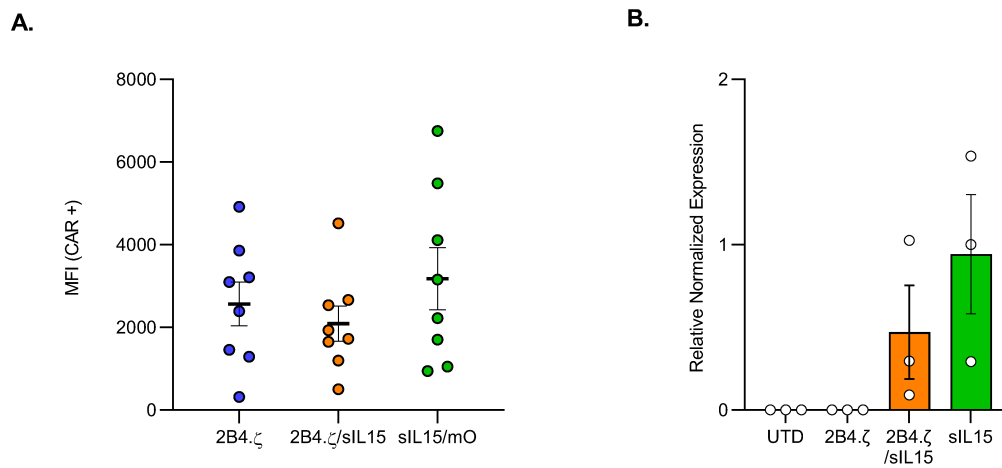 A.
MFI (CAR +)
8000
6000
4000
2000
0
2B4.ζ
2B4.ζ/sIL15
sIL15/mO
B.
Relative Normalized Expression
2
1
0
UTD
2B4.ζ
2B4.ζ
/sIL15
sIL15